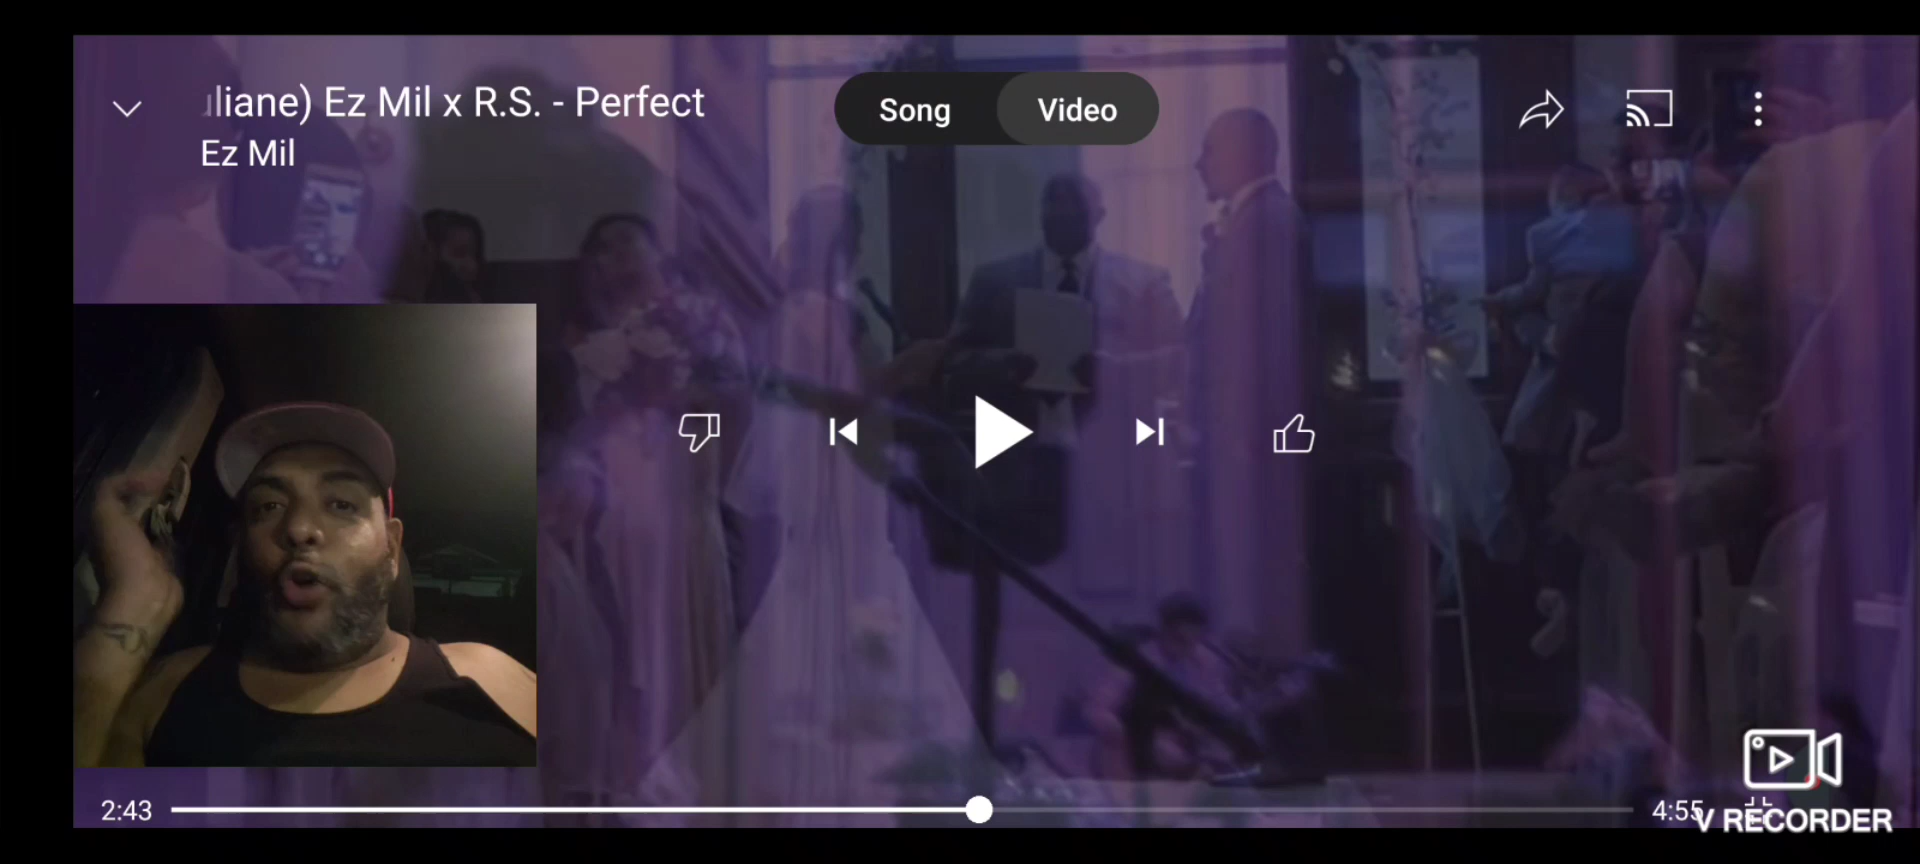 liane) Ez Mil x R.S. - Perfect
Ez Mil
Song
Video
2:43
4:55
V RECORDER